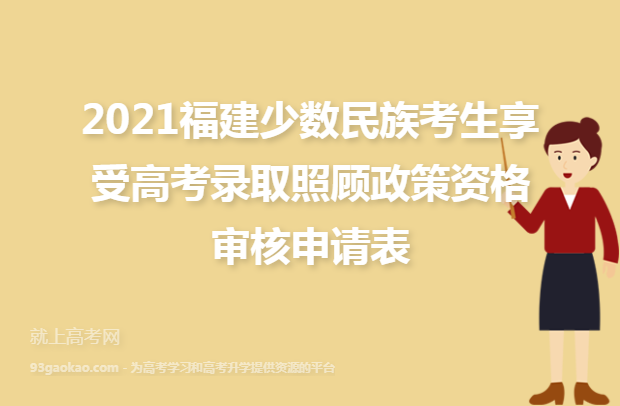 2021福建少数民族考生享
受高考录取照顾政策资格
审核申请表
就上高考网
93gaokao.com - 为高考学习和高考升学提供资源的平台